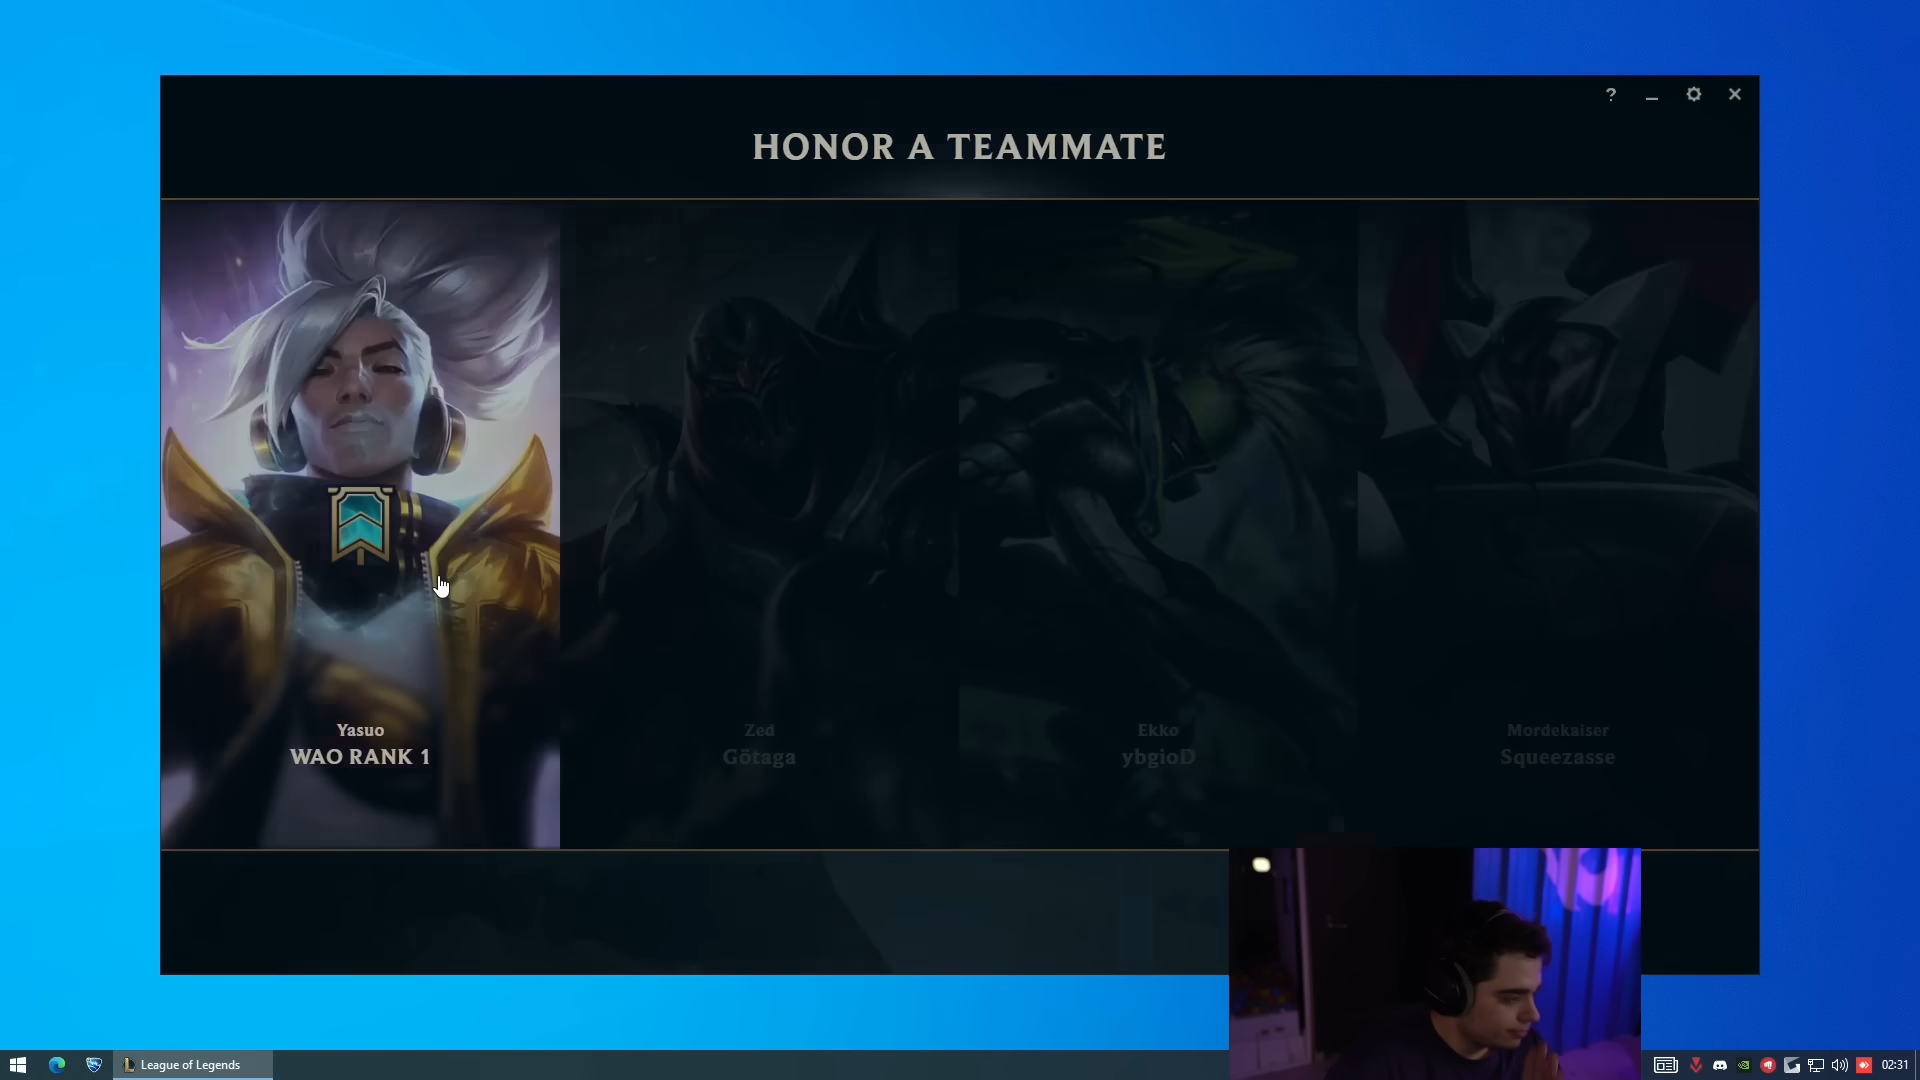 ?
HONOR A TEAMMATE
Yasuo
WAO RANK 1
Zed
Götaga
Ekko
ybgioD
Mordekaiser
Squeezasse
League of Legends
02:31